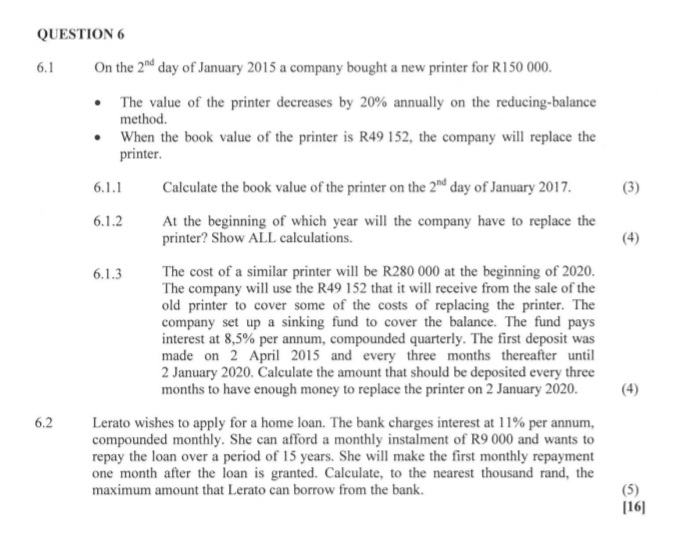 QUESTION 6
6.1 On the 2nd day of January 2015 a company bought a new printer for R150 000.
• The value of the printer decreases by 20% annually on the reducing-balance
method.
• When the book value of the printer is R49 152, the company will replace the
printer.
6.1.1 Calculate the book value of the printer on the 2nd day of January 2017. (3)
6.1.2 At the beginning of which year will the company have to replace the
printer? Show ALL calculations. (4)
6.1.3 The cost of a similar printer will be R280 000 at the beginning of 2020.
The company will use the R49 152 that it will receive from the sale of the
old printer to cover some of the costs of replacing the printer. The
company set up a sinking fund to cover the balance. The fund pays
interest at 8,5% per annum, compounded quarterly. The first deposit was
made on 2 April 2015 and every three months thereafter until
2 January 2020. Calculate the amount that should be deposited every three
months to have enough money to replace the printer on 2 January 2020. (4)
6.2 Lerato wishes to apply for a home loan. The bank charges interest at 11% per annum,
compounded monthly. She can afford a monthly instalment of R9 000 and wants to
repay the loan over a period of 15 years. She will make the first monthly repayment
one month after the loan is granted. Calculate, to the nearest thousand rand, the
maximum amount that Lerato can borrow from the bank. (5)
[16]